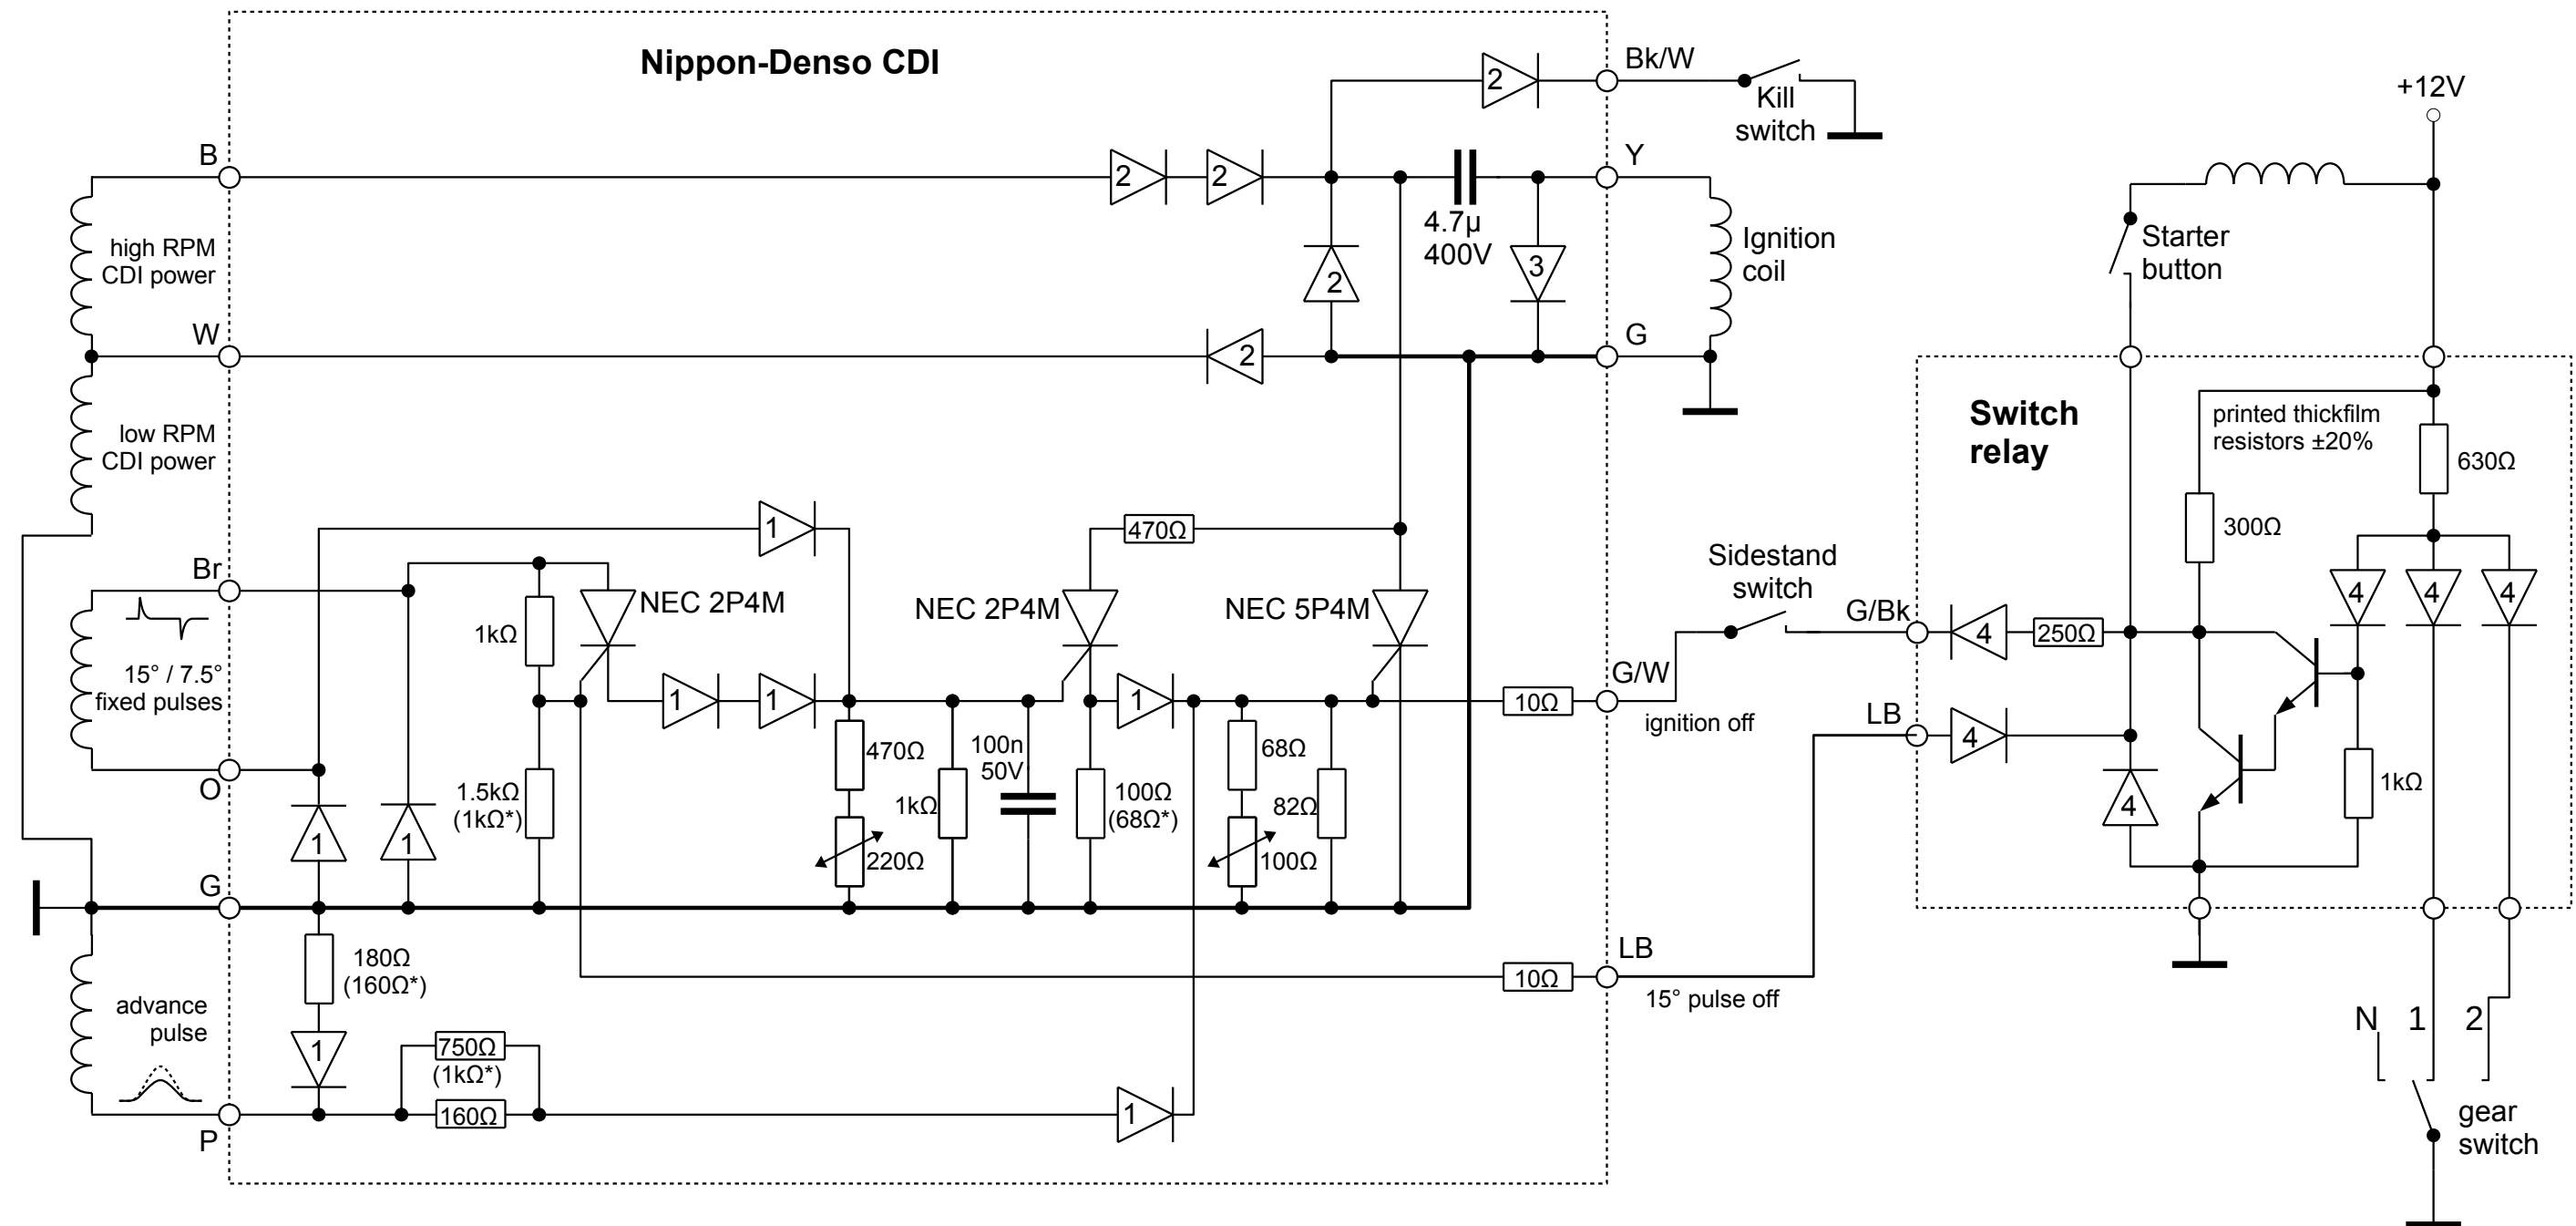 Nippon-Denso CDI
Bk/W
Kill
switch
+12V
B
2
2
2
Y
4.7µ
400V
2
3
Ignition
coil
Starter
button
high RPM
CDI power
W
2
G
low RPM
CDI power
Switch
relay
printed thickfilm
resistors ±20%
630Ω
300Ω
1
470Ω
Br
NEC 2P4M
NEC 2P4M
NEC 5P4M
Sidestand
switch
1kΩ
G/Bk
4
250Ω
4
4
4
15° / 7.5°
fixed pulses
1
1
1
10Ω
G/W
ignition off
LB
4
O
1.5kΩ
(1kΩ*)
470Ω
220Ω
1kΩ
100n
50V
100Ω
(68Ω*)
68Ω
100Ω
82Ω
1
1
4
1kΩ
G
180Ω
(160Ω*)
10Ω
LB
15° pulse off
advance
pulse
1
750Ω
(1kΩ*)
160Ω
1
P
N
1
2
gear
switch